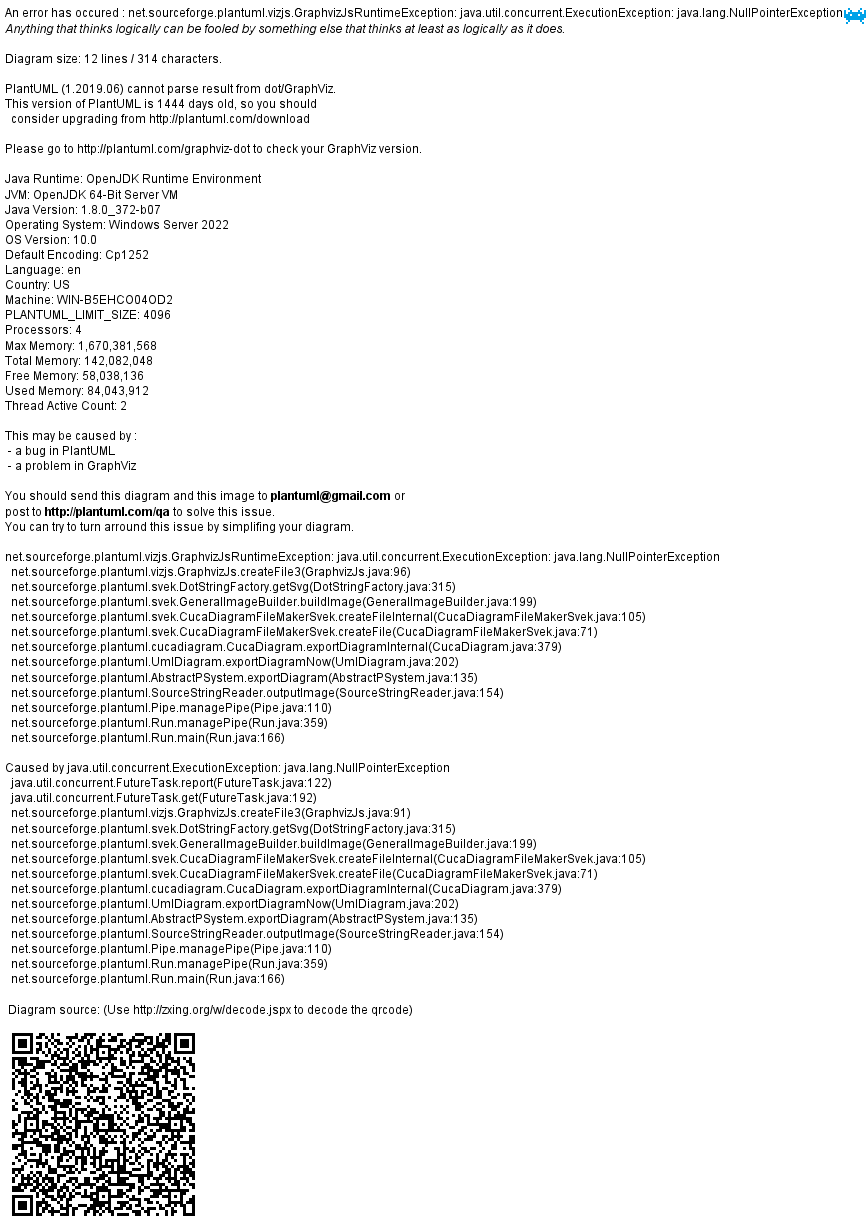 An error has occured : net.sourceforge.plantuml.vizjs.GraphvizJsRuntimeException: java.util.concurrent.ExecutionException: java.lang.NullPointerException
Anything that thinks logically can be fooled by something else that thinks at least as logically as it does.
Diagram size: 12 lines / 314 characters.
PlantUML (1.2019.06) cannot parse result from dot/GraphViz.
This version of PlantUML is 1444 days old, so you should
consider upgrading from http://plantuml.com/download
Please go to http://plantuml.com/graphviz-dot to check your GraphViz version.
Java Runtime: OpenJDK Runtime Environment
JVM: OpenJDK 64-Bit Server VM
Java Version: 1.8.0_372-b07
Operating System: Windows Server 2022
OS Version: 10.0
Default Encoding: Cp1252
Language: en
Country: US
Machine: WIN-B5EHCO04OD2
PLANTUML_LIMIT_SIZE: 4096
Processors: 4
Max Memory: 1,670,381,568
Total Memory: 142,082,048
Free Memory: 58,038,136
Used Memory: 84,043,912
Thread Active Count: 2
This may be caused by :
- a bug in PlantUML
- a problem in GraphViz
You should send this diagram and this image to plantuml@gmail.com or
post to http://plantuml.com/qa to solve this issue.
You can try to turn arround this issue by simplifing your diagram.
net.sourceforge.plantuml.vizjs.GraphvizJsRuntimeException: java.util.concurrent.ExecutionException: java.lang.NullPointerException
net.sourceforge.plantuml.vizjs.GraphvizJs.createFile3(GraphvizJs.java:96)
net.sourceforge.plantuml.svek.DotStringFactory.getSvg(DotStringFactory.java:315)
net.sourceforge.plantuml.svek.GeneralImageBuilder.buildImage(GeneralImageBuilder.java:199)
net.sourceforge.plantuml.svek.CucaDiagramFileMakerSvek.createFileInternal(CucaDiagramFileMakerSvek.java:105)
net.sourceforge.plantuml.svek.CucaDiagramFileMakerSvek.createFile(CucaDiagramFileMakerSvek.java:71)
net.sourceforge.plantuml.cucadiagram.CucaDiagram.exportDiagramInternal(CucaDiagram.java:379)
net.sourceforge.plantuml.UmlDiagram.exportDiagramNow(UmlDiagram.java:202)
net.sourceforge.plantuml.AbstractPSystem.exportDiagram(AbstractPSystem.java:135)
net.sourceforge.plantuml.SourceStringReader.outputImage(SourceStringReader.java:154)
net.sourceforge.plantuml.Pipe.managePipe(Pipe.java:110)
net.sourceforge.plantuml.Run.managePipe(Run.java:359)
net.sourceforge.plantuml.Run.main(Run.java:166)
Caused by java.util.concurrent.ExecutionException: java.lang.NullPointerException
java.util.concurrent.FutureTask.report(FutureTask.java:122)
java.util.concurrent.FutureTask.get(FutureTask.java:192)
net.sourceforge.plantuml.vizjs.GraphvizJs.createFile3(GraphvizJs.java:91)
net.sourceforge.plantuml.svek.DotStringFactory.getSvg(DotStringFactory.java:315)
net.sourceforge.plantuml.svek.GeneralImageBuilder.buildImage(GeneralImageBuilder.java:199)
net.sourceforge.plantuml.svek.CucaDiagramFileMakerSvek.createFileInternal(CucaDiagramFileMakerSvek.java:105)
net.sourceforge.plantuml.svek.CucaDiagramFileMakerSvek.createFile(CucaDiagramFileMakerSvek.java:71)
net.sourceforge.plantuml.cucadiagram.CucaDiagram.exportDiagramInternal(CucaDiagram.java:379)
net.sourceforge.plantuml.UmlDiagram.exportDiagramNow(UmlDiagram.java:202)
net.sourceforge.plantuml.AbstractPSystem.exportDiagram(AbstractPSystem.java:135)
net.sourceforge.plantuml.SourceStringReader.outputImage(SourceStringReader.java:154)
net.sourceforge.plantuml.Pipe.managePipe(Pipe.java:110)
net.sourceforge.plantuml.Run.managePipe(Run.java:359)
net.sourceforge.plantuml.Run.main(Run.java:166)
Diagram source: (Use http://zxing.org/w/decode.jspx to decode the qrcode)